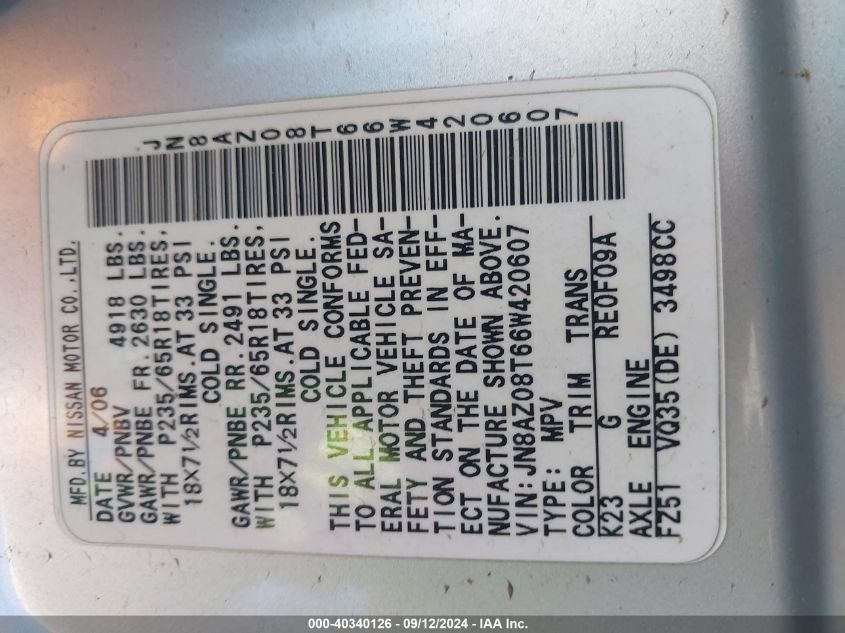 MFD.BY NISSAN MOTOR CO.,LTD.
DATE 4/06
GVWR/PNBV 4918 LBS.
GAWR/PNBE FR.2630 LBS.
WITH P235/65R18TIRES,
18X7 1/2RIMS.AT 33 PSI
COLD SINGLE.
GAWR/PNBE RR.2491 LBS.
WITH P235/65R18TIRES,
18X7 1/2RIMS.AT 33 PSI
COLD SINGLE.
THIS VEHICLE CONFORMS
TO ALL APPLICABLE FED-
ERAL MOTOR VEHICLE SA-
FETY AND THEFT PREVEN-
TION STANDARDS IN EFF-
ECT ON THE DATE OF MA-
NUFACTURE SHOWN ABOVE.
VIN:JN8AZ08T66W420607
TYPE: MPV
COLOR TRIM TRANS
K23 G RE0F09A
AXLE ENGINE
FZ51 VQ35(DE) 3498CC
JN8AZ08T66W420607
000-40340126 - 09/12/2024 - IAA Inc.